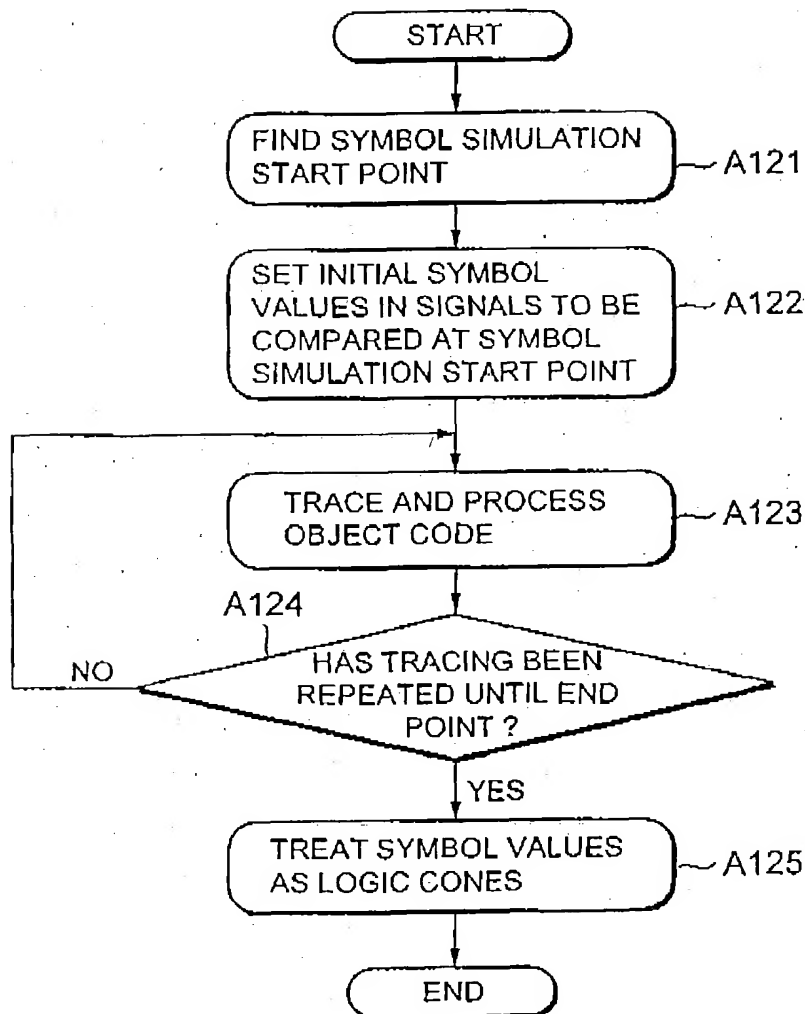 START
FIND SYMBOL SIMULATION
START POINT
A121
SET INITIAL SYMBOL
VALUES IN SIGNALS TO BE
COMPARED AT SYMBOL
SIMULATION START POINT
A122
TRACE AND PROCESS
OBJECT CODE
A123
A124
NO
HAS TRACING BEEN
REPEATED UNTIL END
POINT ?
YES
TREAT SYMBOL VALUES
AS LOGIC CONES
A125
END